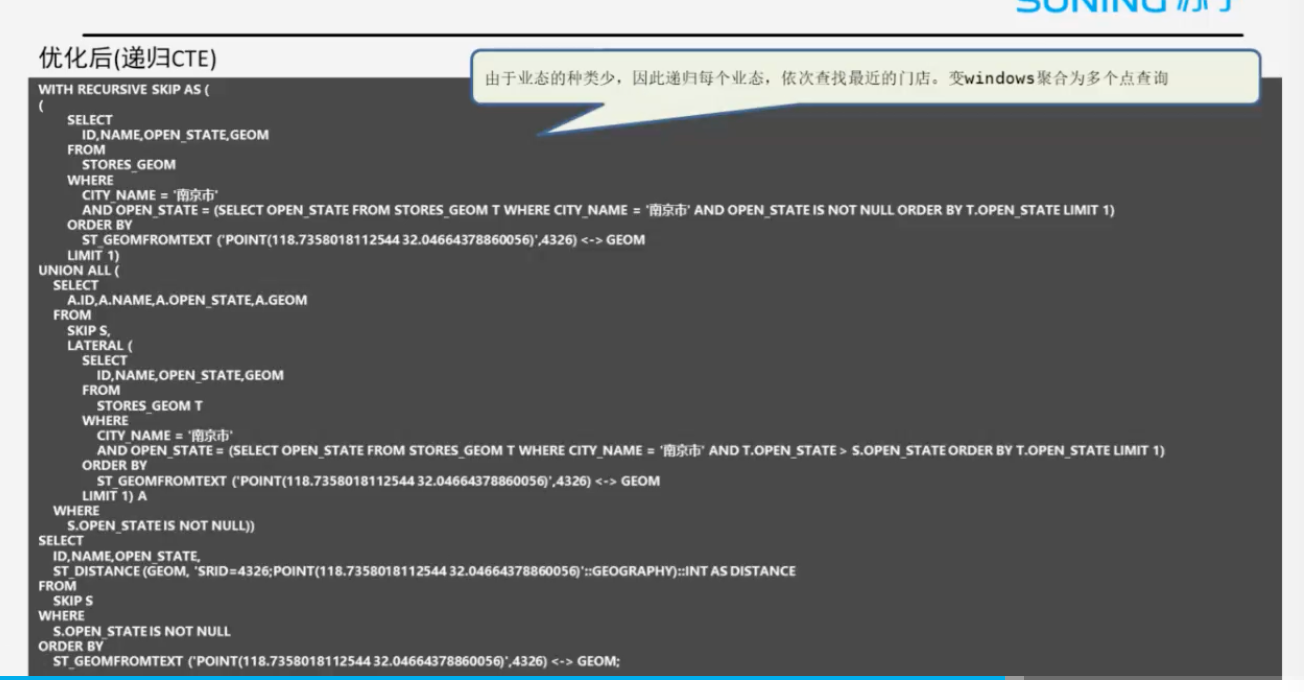 优化后(递归CTE)
由于业态的种类少，因此递归每个业态，依次查找最近的门店。变windows聚合为多个点查询
WITH RECURSIVE SKIP AS (
(
SELECT
ID,NAME,OPEN_STATE,GEOM
FROM
STORES_GEOM
WHERE
CITY_NAME = '南京市'
AND OPEN_STATE = (SELECT OPEN_STATE FROM STORES_GEOM T WHERE CITY_NAME = '南京市' AND OPEN_STATE IS NOT NULL ORDER BY T.OPEN_STATE LIMIT 1)
ORDER BY
ST_GEOMFROMTEXT ('POINT(118.7358018112544 32.04664378860056)',4326) <-> GEOM
LIMIT 1)
UNION ALL (
SELECT
A.ID,A.NAME,A.OPEN_STATE,A.GEOM
FROM
SKIP S,
LATERAL (
SELECT
ID,NAME,OPEN_STATE,GEOM
FROM
STORES_GEOM T
WHERE
CITY_NAME = '南京市'
AND OPEN_STATE = (SELECT OPEN_STATE FROM STORES_GEOM T WHERE CITY_NAME = '南京市' AND T.OPEN_STATE > S.OPEN_STATE ORDER BY T.OPEN_STATE LIMIT 1)
ORDER BY
ST_GEOMFROMTEXT ('POINT(118.7358018112544 32.04664378860056)',4326) <-> GEOM
LIMIT 1) A
WHERE
S.OPEN_STATE IS NOT NULL))
SELECT
ID,NAME,OPEN_STATE,
ST_DISTANCE (GEOM, 'SRID=4326;POINT(118.7358018112544 32.04664378860056)'::GEOGRAPHY)::INT AS DISTANCE
FROM
SKIP S
WHERE
S.OPEN_STATE IS NOT NULL
ORDER BY
ST_GEOMFROMTEXT ('POINT(118.7358018112544 32.04664378860056)',4326) <-> GEOM;